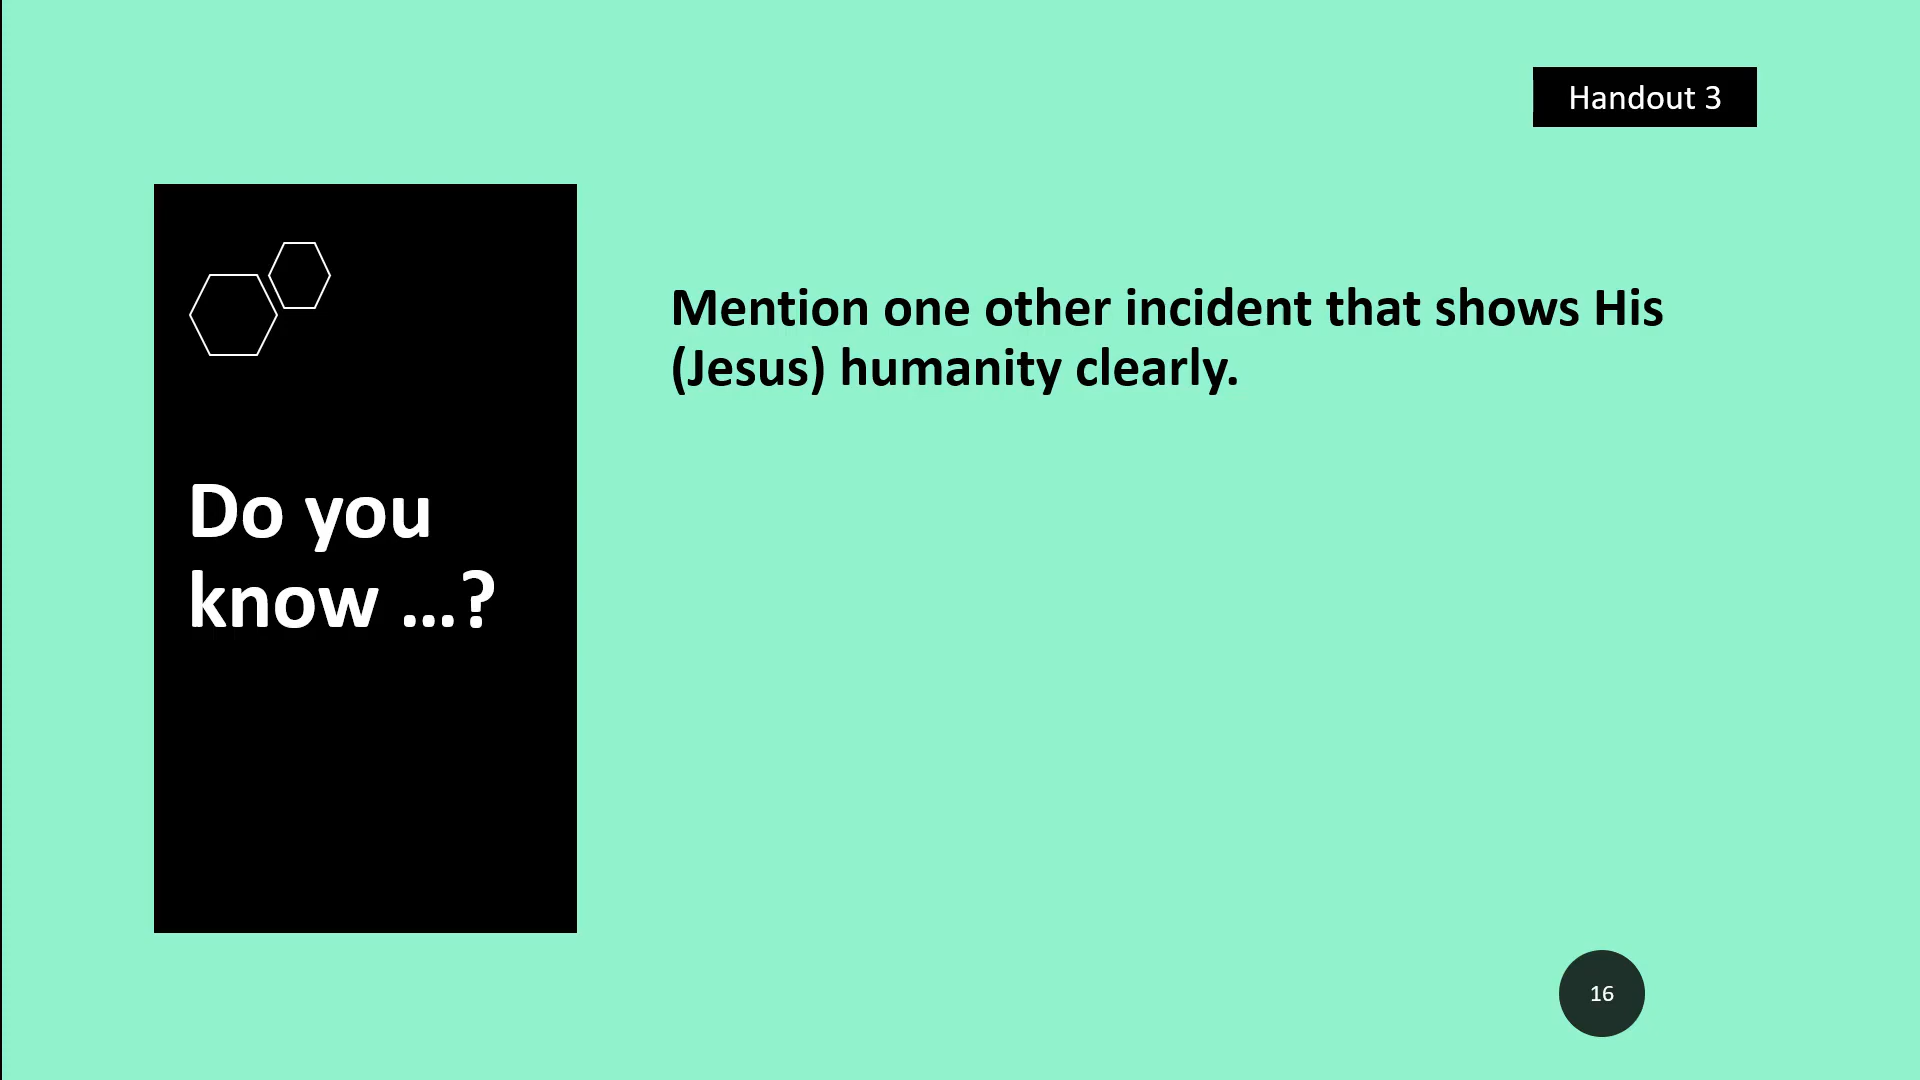 Handout 3
Do you
know ...?
Mention one other incident that shows His
(Jesus) humanity clearly.
16